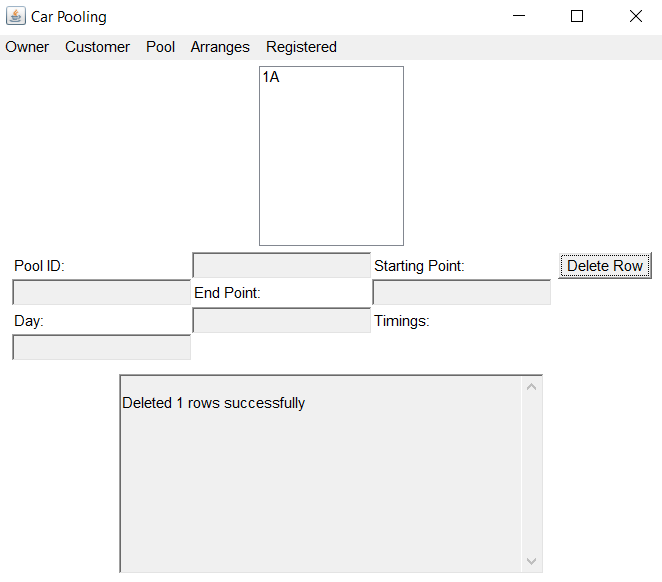 Car Pooling
Owner Customer Pool Arranges Registered
1A
Pool ID: Starting Point: Delete Row
End Point:
Day: Timings:
Deleted 1 rows successfully